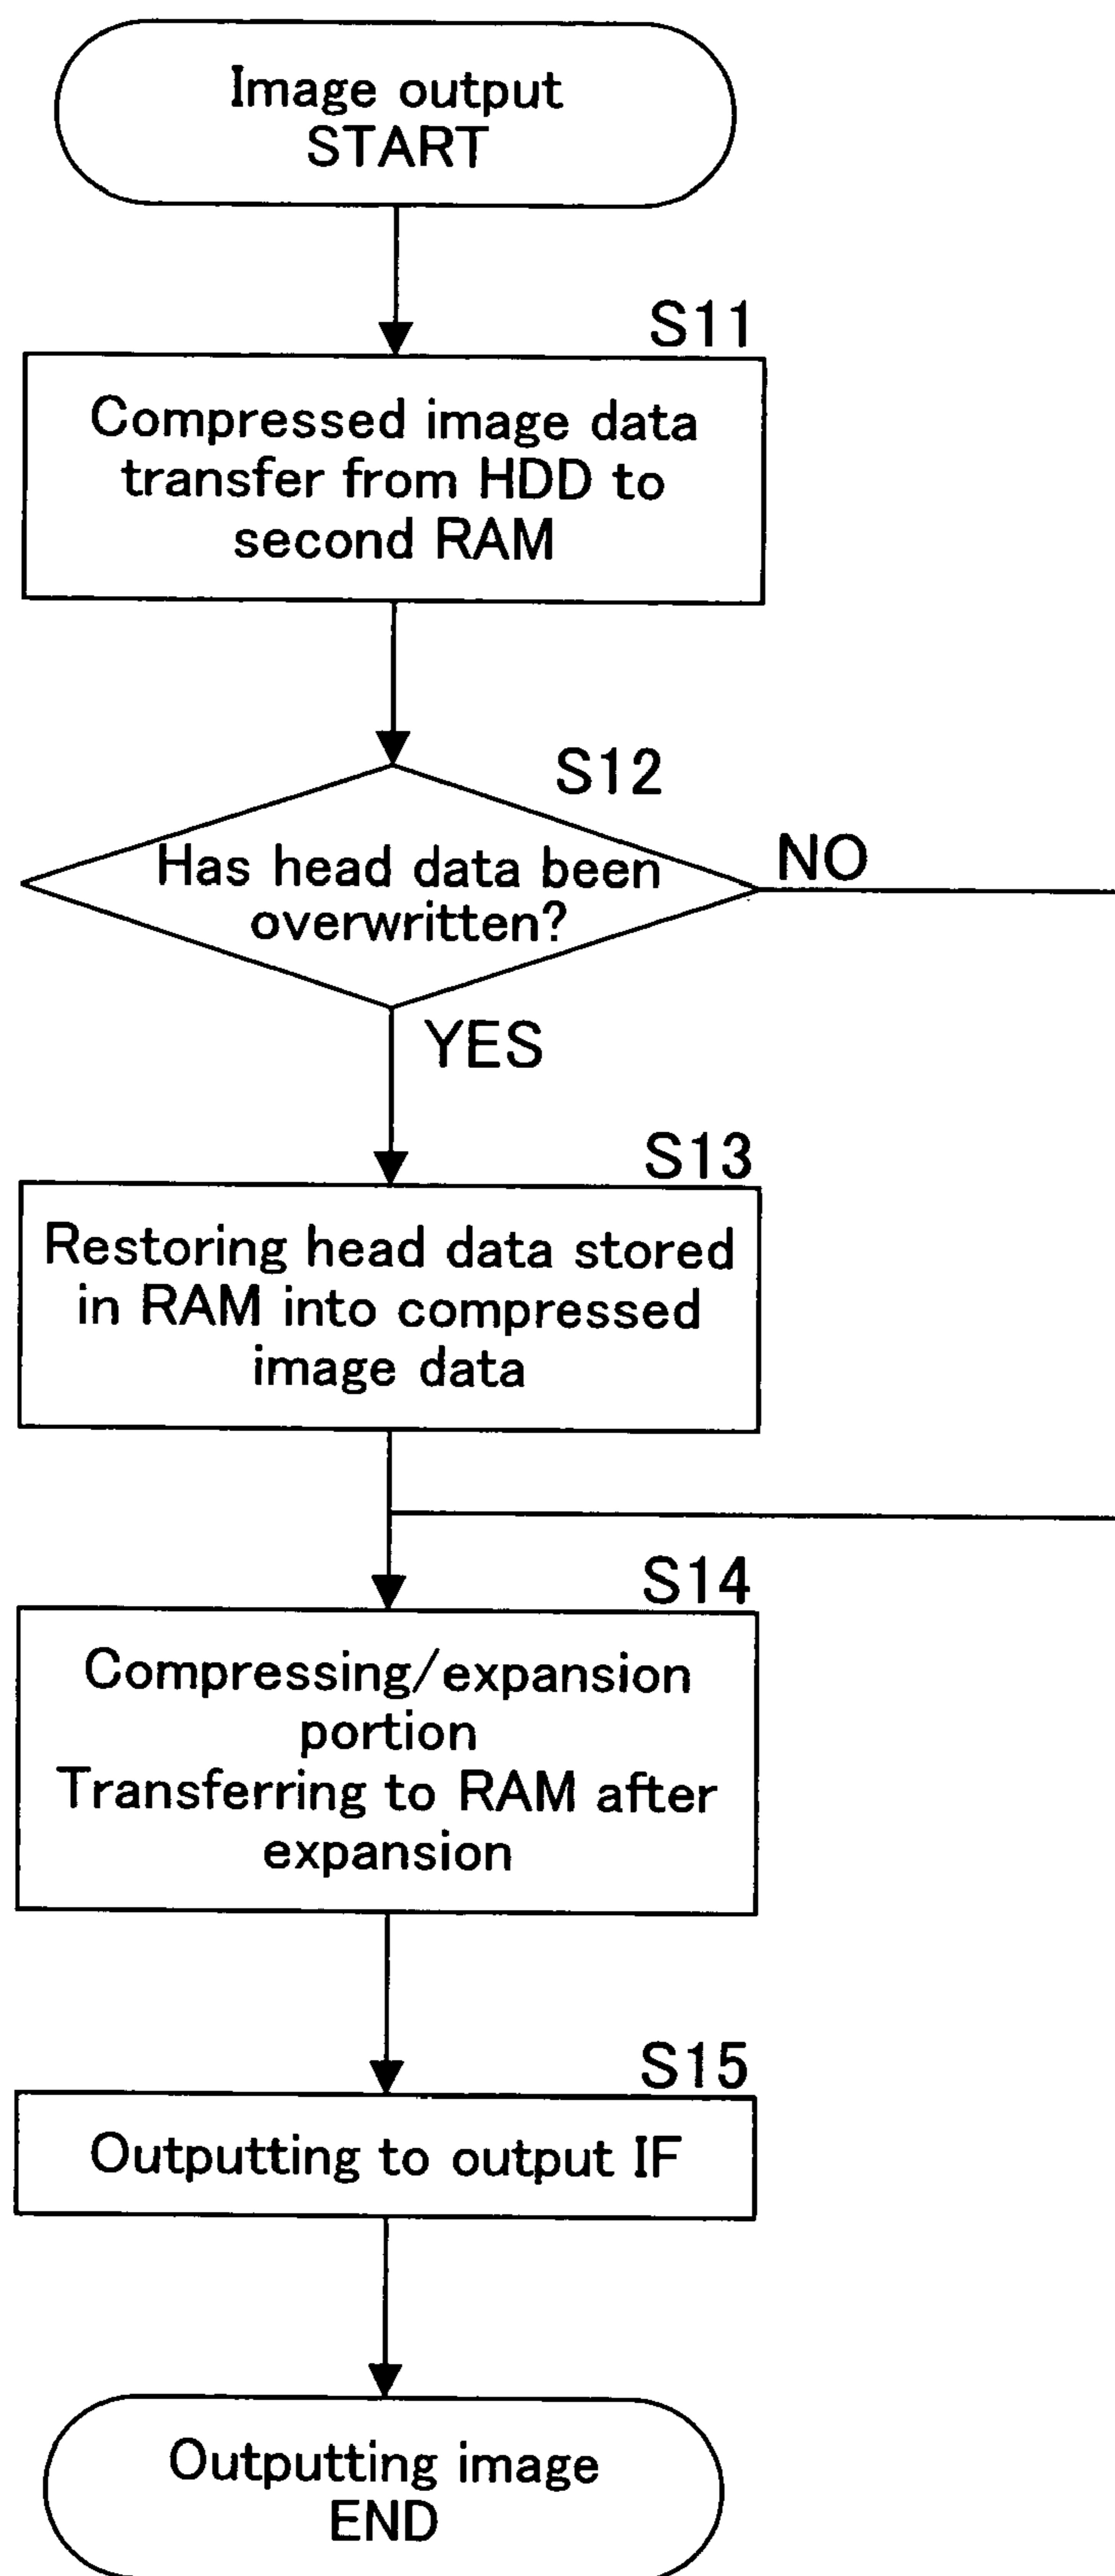 Image output
START
S11
Compressed image data
transfer from HDD to
second RAM
S12
Has head data been
overwritten?
NO
YES
S13
Restoring head data stored
in RAM into compressed
image data
S14
Compressing/expansion
portion
Transferring to RAM after
expansion
S15
Outputting to output IF
Outputting image
END